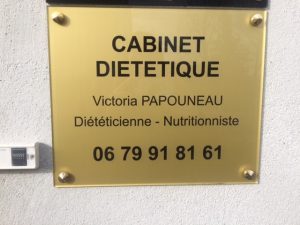 CABINET
DIETETIQUE
Victoria PAPOUNEAU
Diététicienne - Nutritionniste
06 79 91 81 61